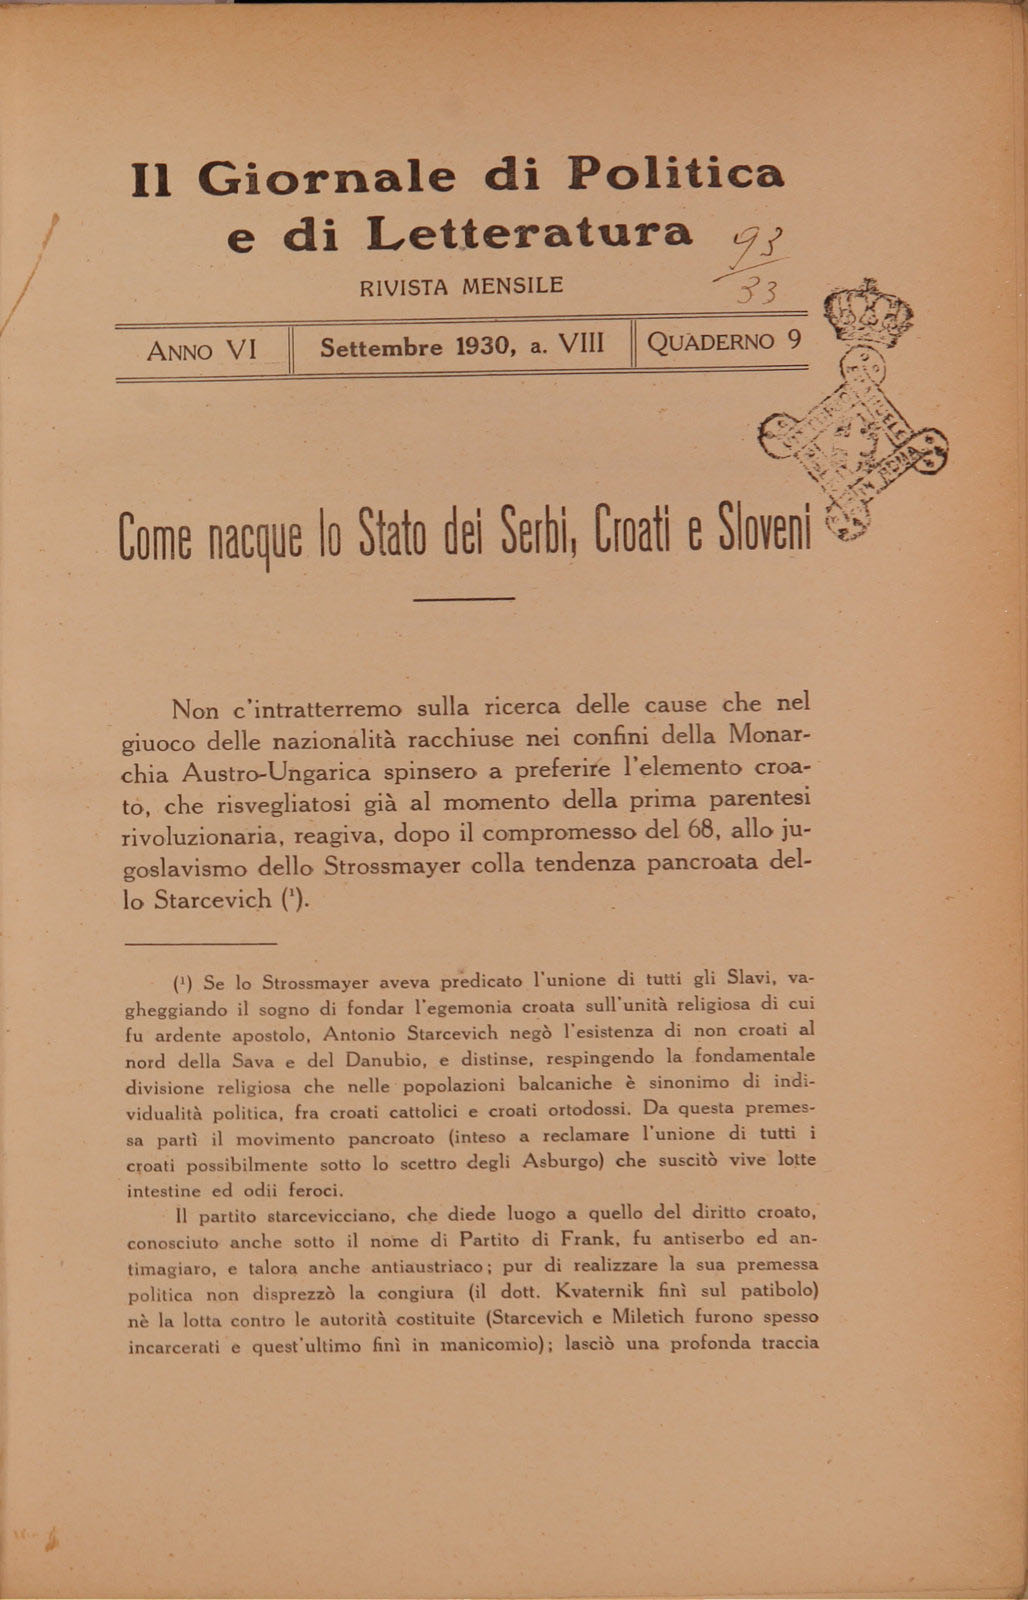 Il Giornale di Politica
e di Letteratura
93
33
RIVISTA MENSILE
ANNO VI
Settembre 1930, a. VIII
QUADERNO 9
ROMA
Come nacque lo Stato dei Serbi, Croati e Sloveni
Non c'intratterremo sulla ricerca delle cause che nel
giuoco delle nazionalità racchiuse nei confini della Monar-
chia Austro-Ungarica spinsero a preferire l'elemento croa-
to, che risvegliatosi già al momento della prima parentesi
rivoluzionaria, reagiva, dopo il compromesso del 68, allo ju-
goslavismo dello Strossmayer colla tendenza pancroata del-
lo Starcevich (¹).
(¹) Se lo Strossmayer aveva predicato l'unione di tutti gli Slavi, va-
gheggiando il sogno di fondar l'egemonia croata sull'unità religiosa di cui
fu ardente apostolo, Antonio Starcevich negò l'esistenza di non croati al
nord della Sava e del Danubio, e distinse, respingendo la fondamentale
divisione religiosa che nelle popolazioni balcaniche è sinonimo di indi-
vidualità politica, fra croati cattolici e croati ortodossi. Da questa premes-
sa partì il movimento pancroato (inteso a reclamare l'unione di tutti i
croati possibilmente sotto lo scettro degli Asburgo) che suscitò vive lotte
intestine ed odii feroci.
Il partito starcevicciano, che diede luogo a quello del diritto croato,
conosciuto anche sotto il nome di Partito di Frank, fu antiserbo ed an-
timagiaro, e talora anche antiaustriaco; pur di realizzare la sua premessa
politica non disprezzò la congiura (il dott. Kvaternik finì sul patibolo)
nè la lotta contro le autorità costituite (Starcevich e Miletich furono spesso
incarcerati e quest'ultimo finì in manicomio); lasciò una profonda traccia